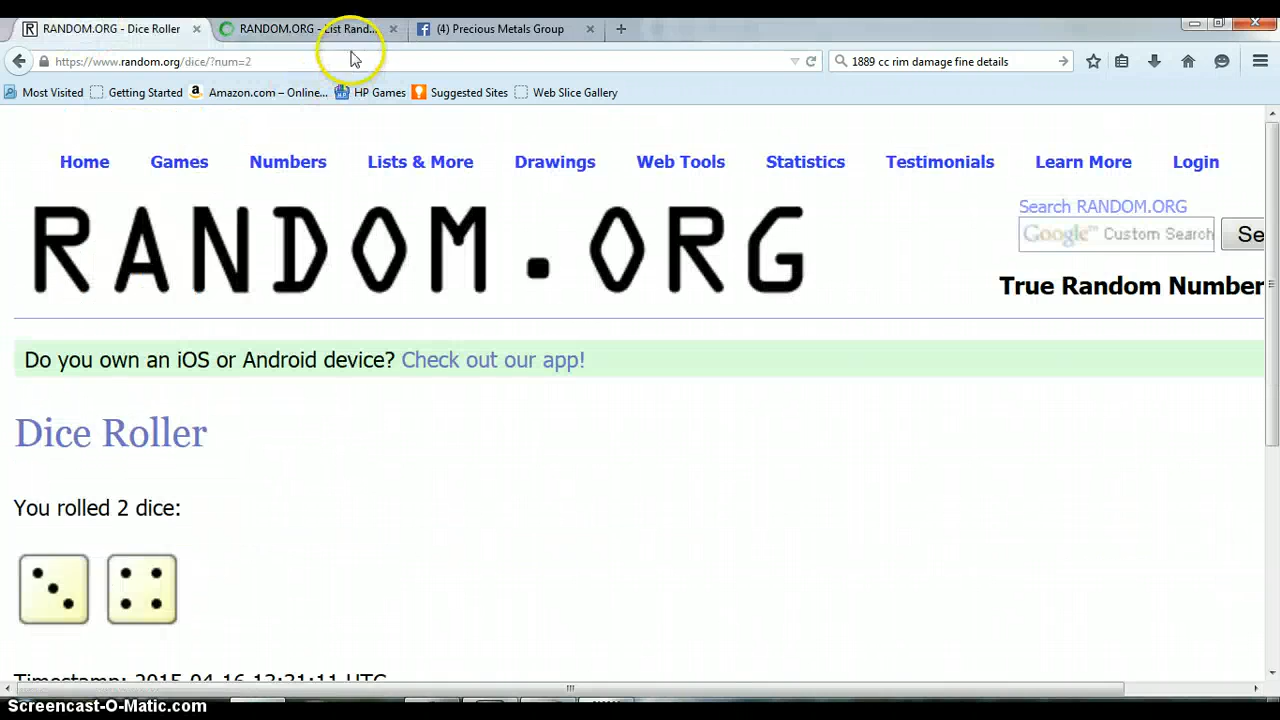 RANDOM.ORG - Dice Roller
RANDOM.ORG - List Rand...
(4) Precious Metals Group
https://www.random.org/dice/?num=2
1889 cc rim damage fine details
Most Visited
Getting Started
Amazon.com – Online...
HP Games
Suggested Sites
Web Slice Gallery
Home
Games
Numbers
Lists & More
Drawings
Web Tools
Statistics
Testimonials
Learn More
Login
RANDOM.ORG
Search RANDOM.ORG
Google™ Custom Search
Se
True Random Number
Do you own an iOS or Android device? Check out our app!
Dice Roller
You rolled 2 dice:
Timestamp: 2015-04-16 13:31:11 UTC
Screencast-O-Matic.com